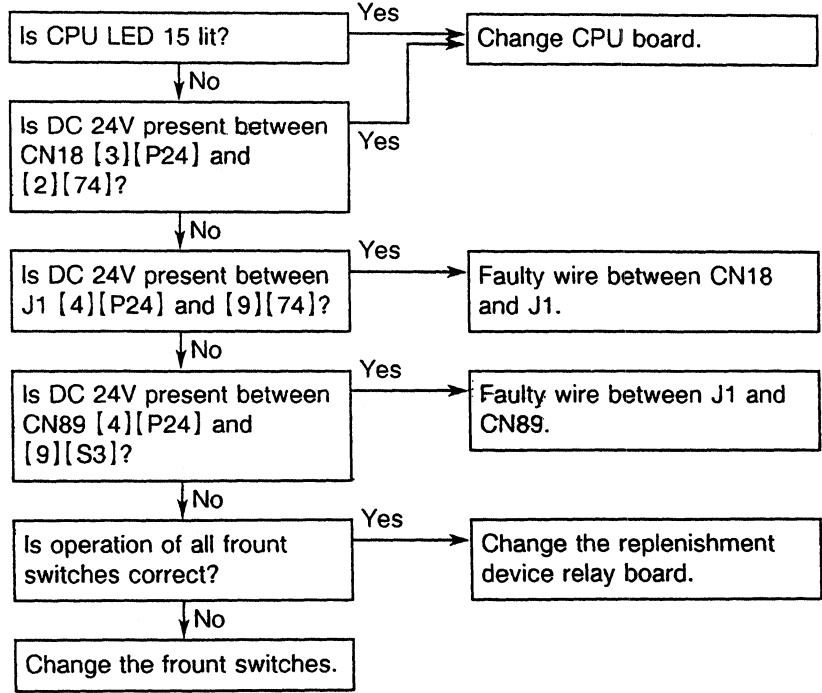 Is CPU LED 15 lit?
Yes
Change CPU board.
No
Is DC 24V present between
CN18 [3][P24] and
[2][74]?
Yes
No
Is DC 24V present between
J1 [4][P24] and [9][74]?
Yes
Faulty wire between CN18
and J1.
No
Is DC 24V present between
CN89 [4][P24] and
[9][S3]?
Yes
Faulty wire between J1 and
CN89.
No
Is operation of all frount
switches correct?
Yes
Change the replenishment
device relay board.
No
Change the frount switches.